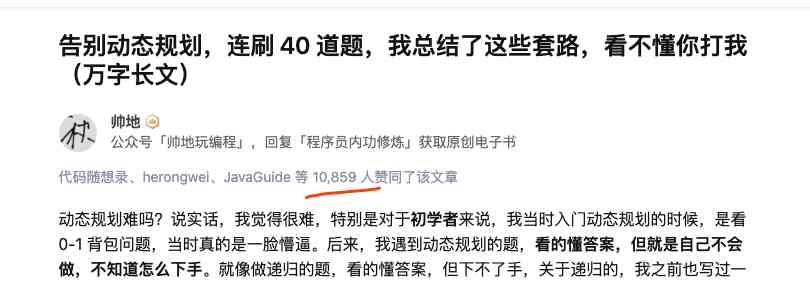 告别动态规划，连刷 40 道题，我总结了这些套路，看不懂你打我
（万字长文）
帅地
公众号「帅地玩编程」，回复「程序员内功修炼」获取原创电子书
代码随想录、herongwei、JavaGuide 等 10,859 人赞同了该文章
动态规划难吗？说实话，我觉得很难，特别是对于初学者来说，我当时入门动态规划的时候，是看
0-1 背包问题，当时真的是一脸懵逼。后来，我遇到动态规划的题，看的懂答案，但就是自己不会
做，不知道怎么下手。就像做递归的题，看的懂答案，但下不了手，关于递归的，我之前也写过一